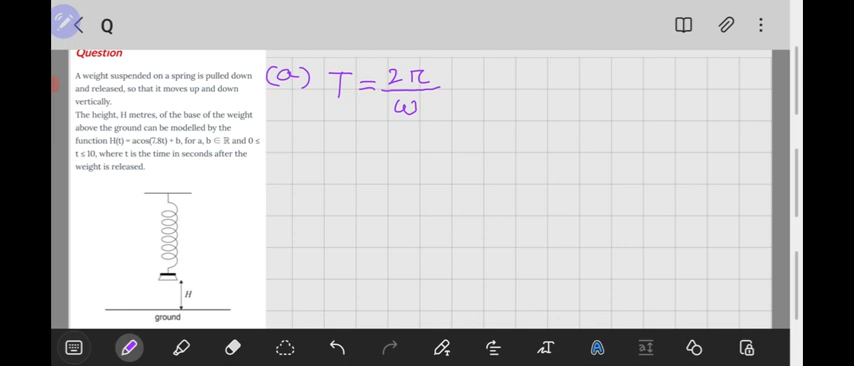 Q
Question
A weight suspended on a spring is pulled down
and released, so that it moves up and down
vertically.
The height, H metres, of the base of the weight
above the ground can be modelled by the
function H(t) = acos(7.8t) + b, for a, b ∈ ℝ and 0 ≤
t ≤ 10, where t is the time in seconds after the
weight is released.
H
ground
(a) T = 2π/ω